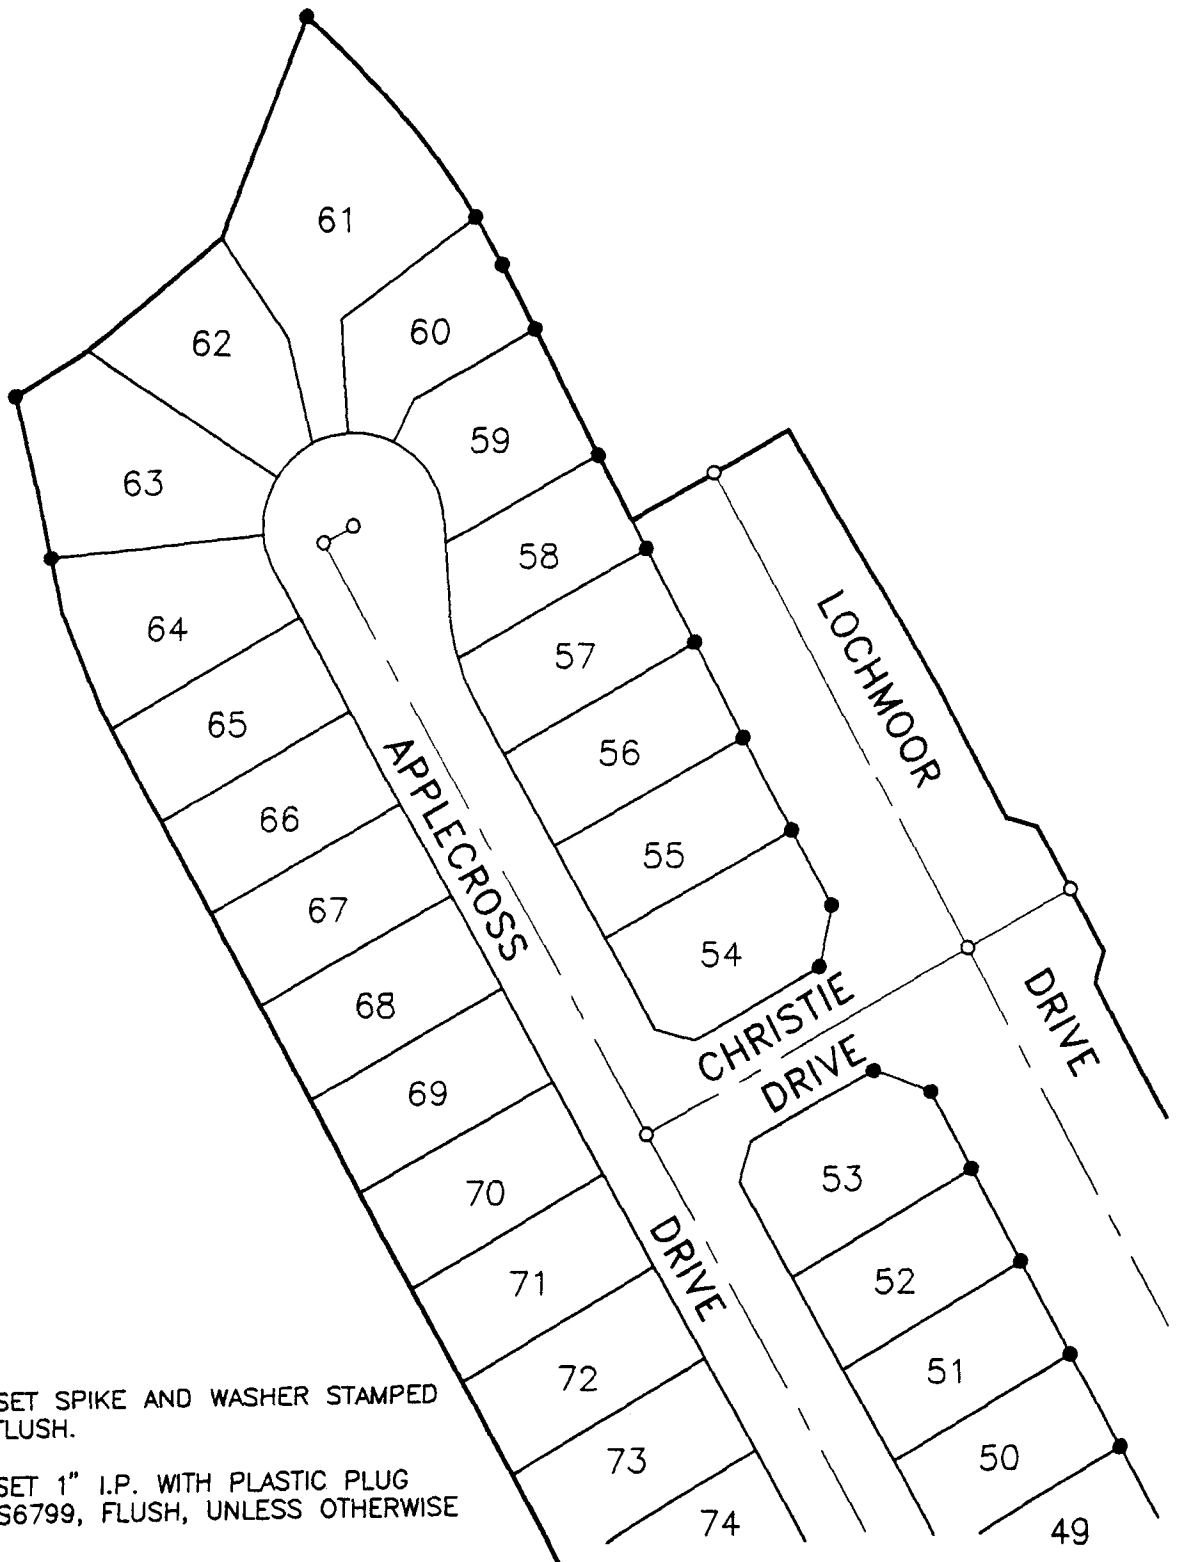 61
62
60
59
63
58
64
57
65
56
66
55
67
54
68
69
70
53
71
52
72
51
73
50
74
49
LOCHMOOR
DRIVE
APPLECROSS
DRIVE
CHRISTIE
DRIVE
SET SPIKE AND WASHER STAMPED
FLUSH.
SET 1" I.P. WITH PLASTIC PLUG
S6799, FLUSH, UNLESS OTHERWISE